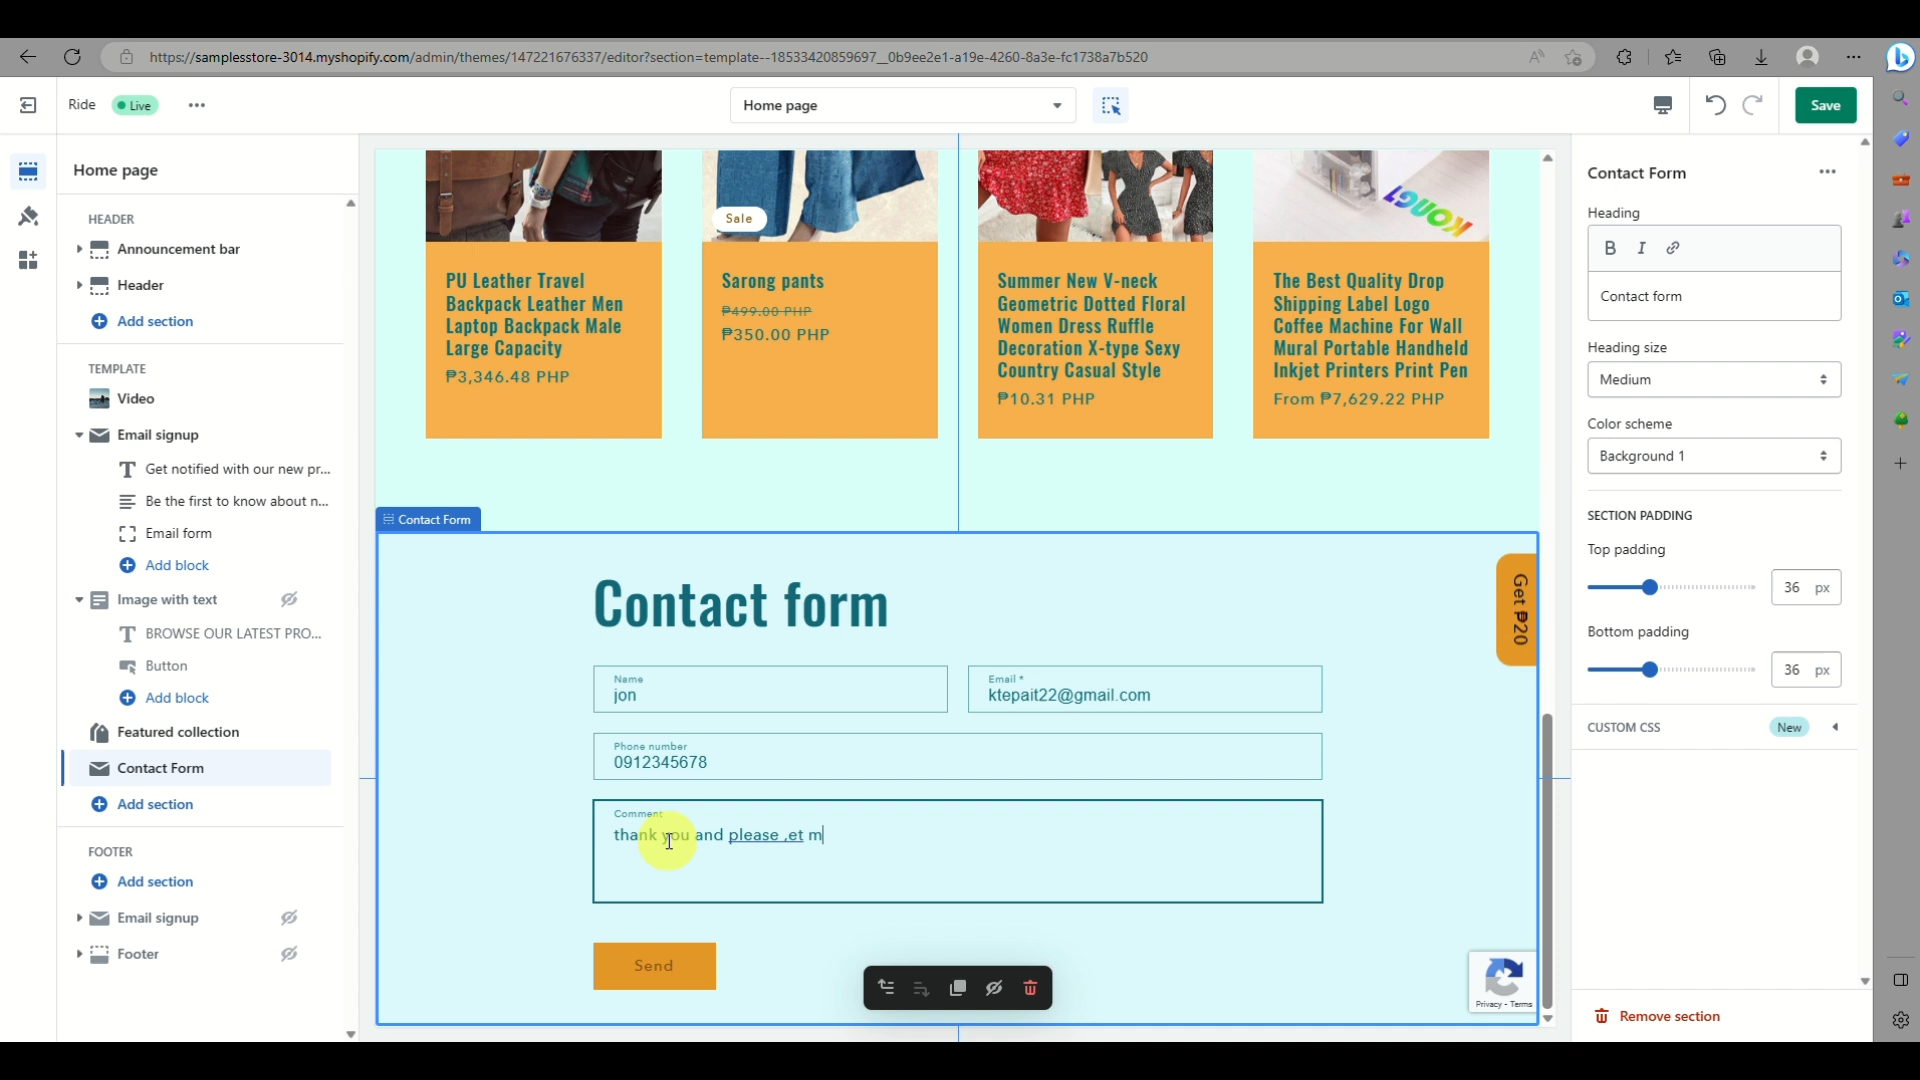 https://samplesstore-3014.myshopify.com/admin/themes/147221676337/editor?section=template--18533420859697__0b9ee2e1-a19e-4260-8a3e-fc1738a7b520
Ride
Live
Home page
Save
Home page
HEADER
Announcement bar
Header
Add section
TEMPLATE
Video
Email signup
Get notified with our new pr...
Be the first to know about n...
Email form
Add block
Image with text
BROWSE OUR LATEST PRO...
Button
Add block
Featured collection
Contact Form
Add section
FOOTER
Add section
Email signup
Footer
KONGT
Sale
PU Leather Travel
Backpack Leather Men
Laptop Backpack Male
Large Capacity
₱3,346.48 PHP
Sarong pants
₱499.00 PHP
₱350.00 PHP
Summer New V-neck
Geometric Dotted Floral
Women Dress Ruffle
Decoration X-type Sexy
Country Casual Style
₱10.31 PHP
The Best Quality Drop
Shipping Label Logo
Coffee Machine For Wall
Mural Portable Handheld
Inkjet Printers Print Pen
From ₱7,629.22 PHP
Contact Form
Contact form
Name
jon
Email *
ktepait22@gmail.com
Phone number
0912345678
Comment
thank you and please ,et m
Send
Get ₱20
Privacy - Terms
Contact Form
Heading
B I
Contact form
Heading size
Medium
Color scheme
Background 1
SECTION PADDING
Top padding
36 px
Bottom padding
36 px
CUSTOM CSS
New
Remove section